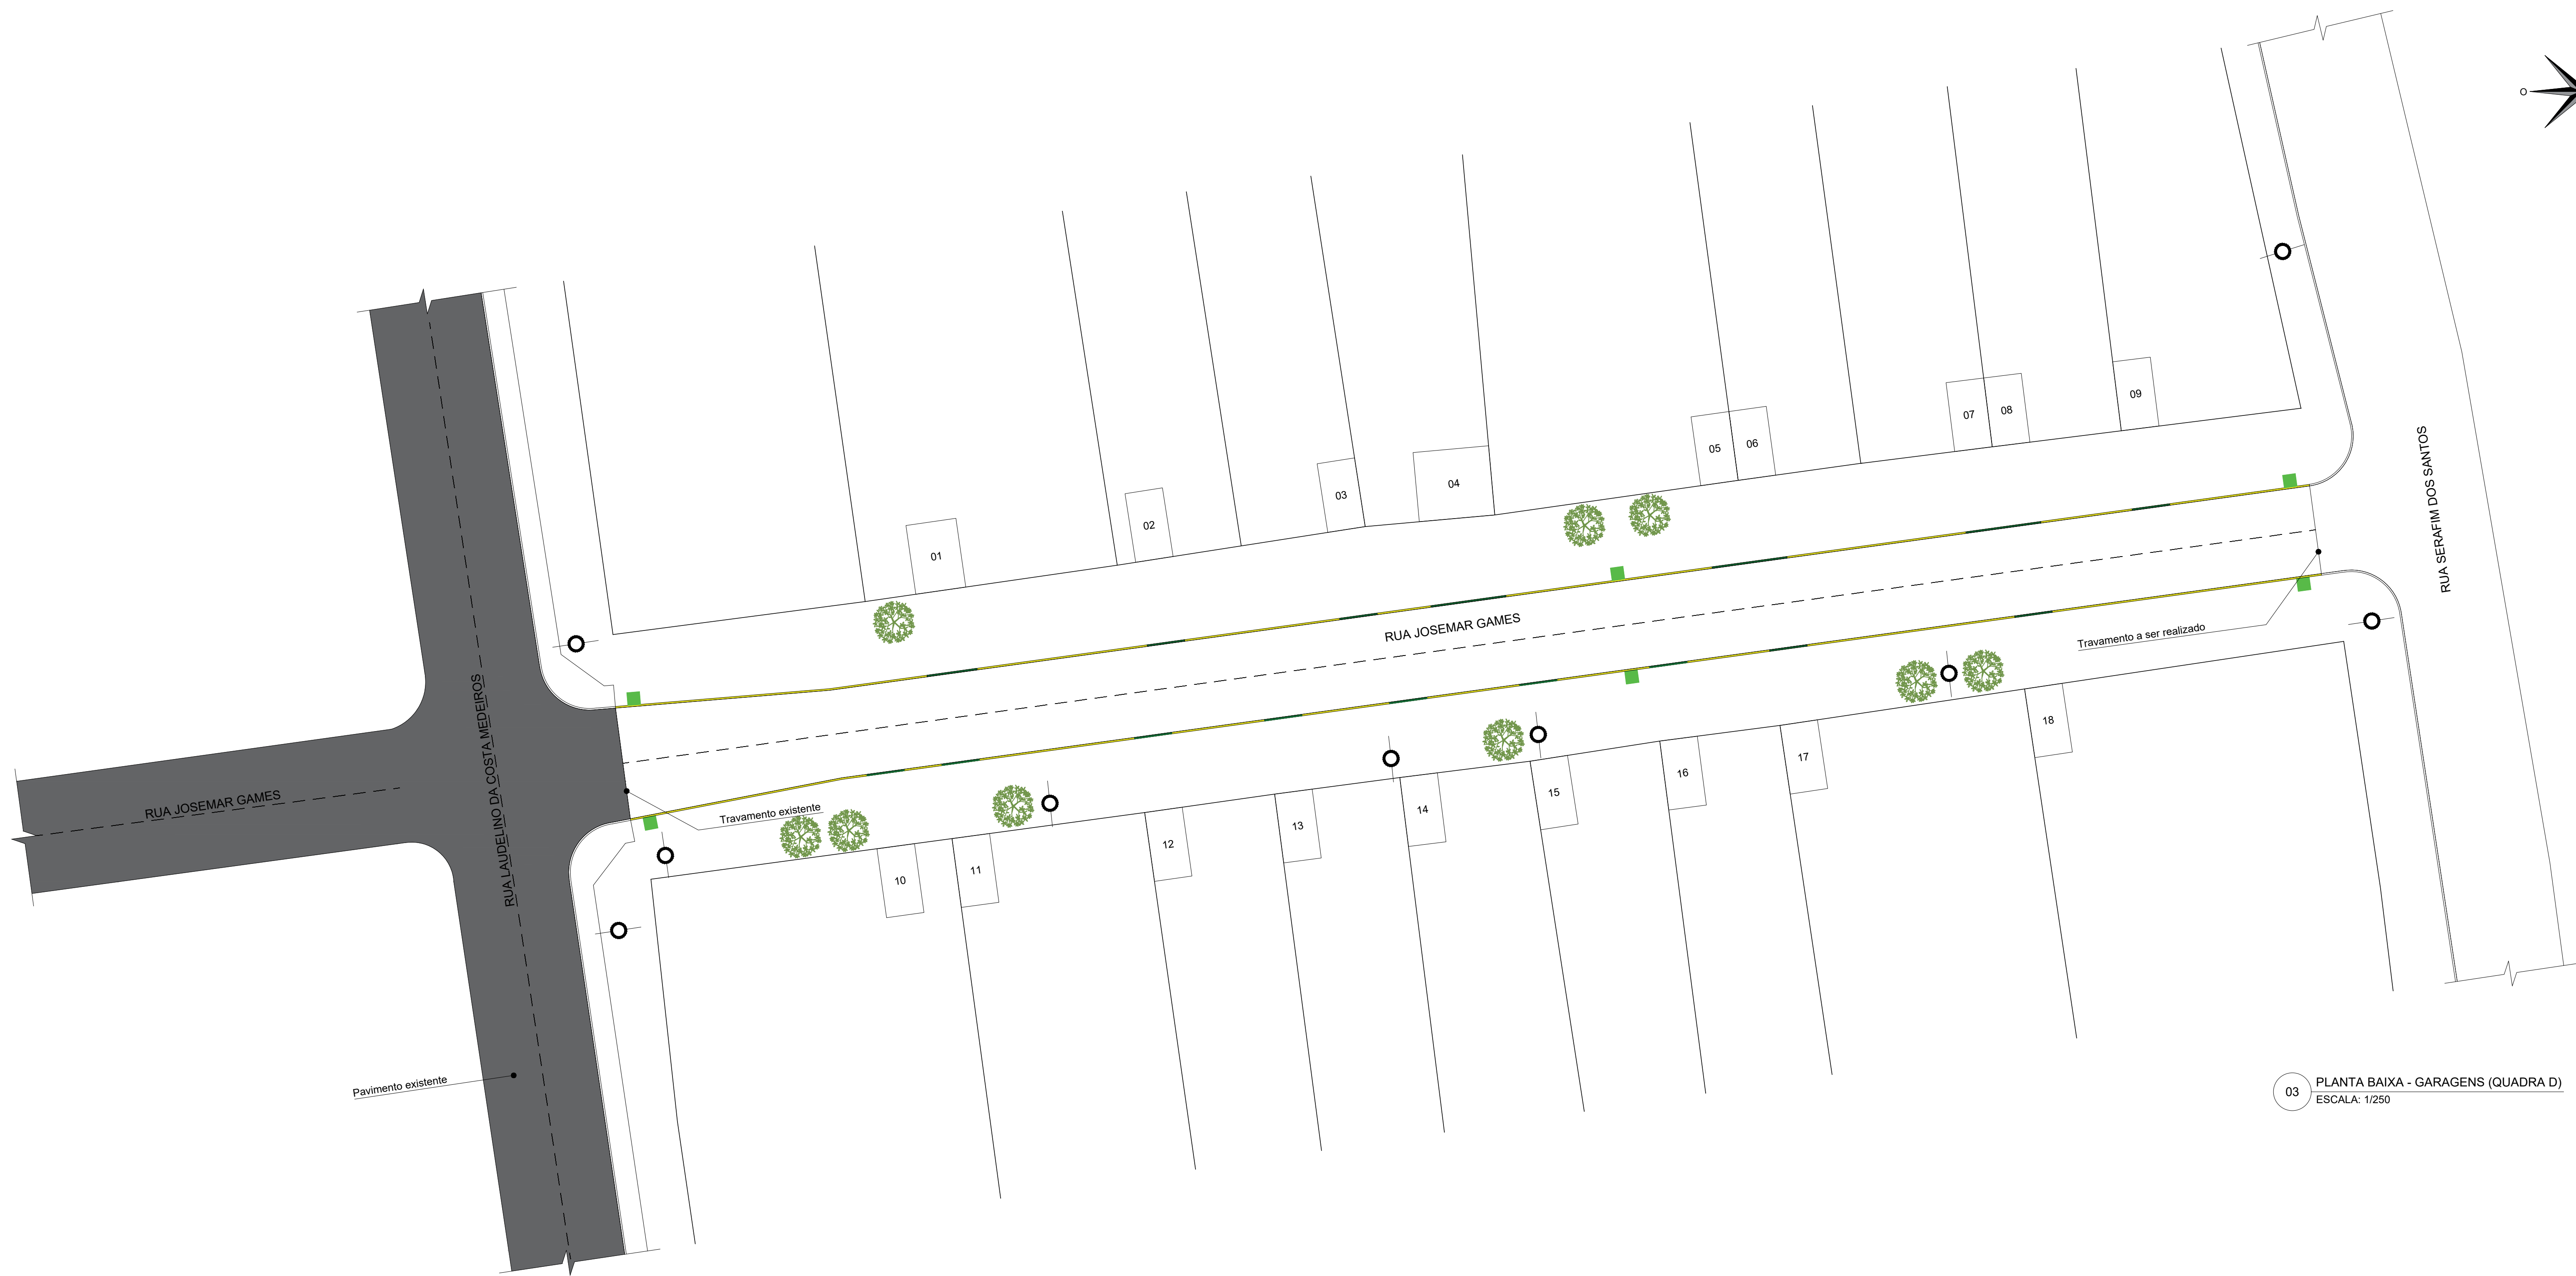 O
09
07
08
05
06
04
03
02
01
RUA SERAFIM DOS SANTOS
RUA JOSEMAR GAMES
Travamento a ser realizado
RUA LAUDELINO DA COSTA MEDEIROS
RUA JOSEMAR GAMES
Travamento existente
10
11
12
13
14
15
16
17
18
Pavimento existente
03
PLANTA BAIXA - GARAGENS (QUADRA D)
ESCALA: 1/250